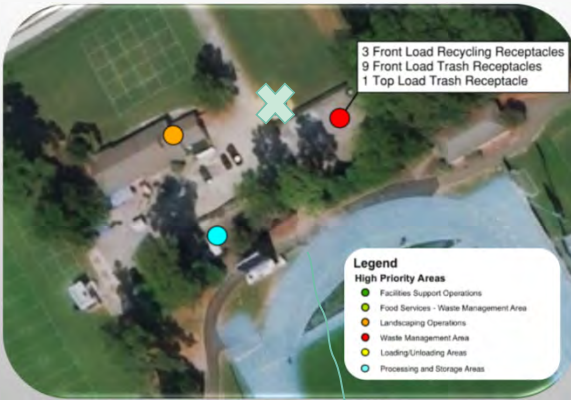 3 Front Load Recycling Receptacles
9 Front Load Trash Receptacles
1 Top Load Trash Receptacle
Legend
High Priority Areas
Facilities Support Operations
Food Services - Waste Management Area
Landscaping Operations
Waste Management Area
Loading/Unloading Areas
Processing and Storage Areas